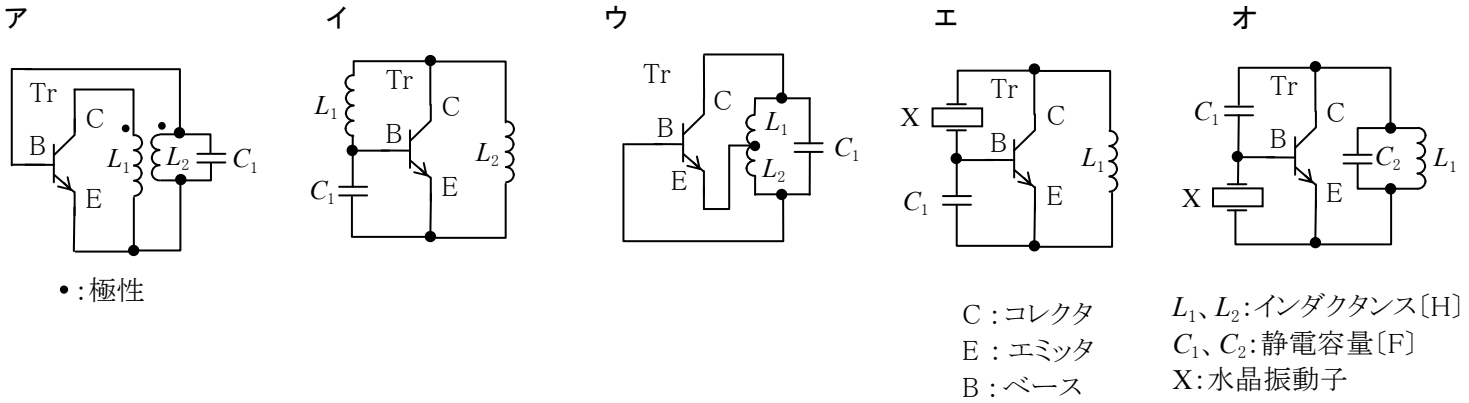 ア
Tr
C
B
E
L₁
L₂
C₁
•:極性
イ
Tr
L₁
C
B
L₂
C₁
E
ウ
Tr
C
B
L₁
C₁
L₂
E
エ
Tr
X
C
B
L₁
C₁
E
オ
Tr
C₁
C
B
C₂
L₁
X
E
C:コレクタ
E:エミッタ
B:ベース
L₁、L₂:インダクタンス〔H〕
C₁、C₂:静電容量〔F〕
X:水晶振動子